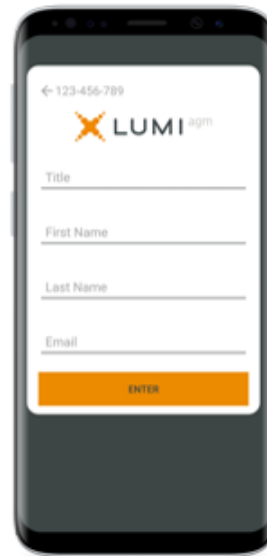 ← 123-456-789
LUMI agm
Title
First Name
Last Name
Email
ENTER